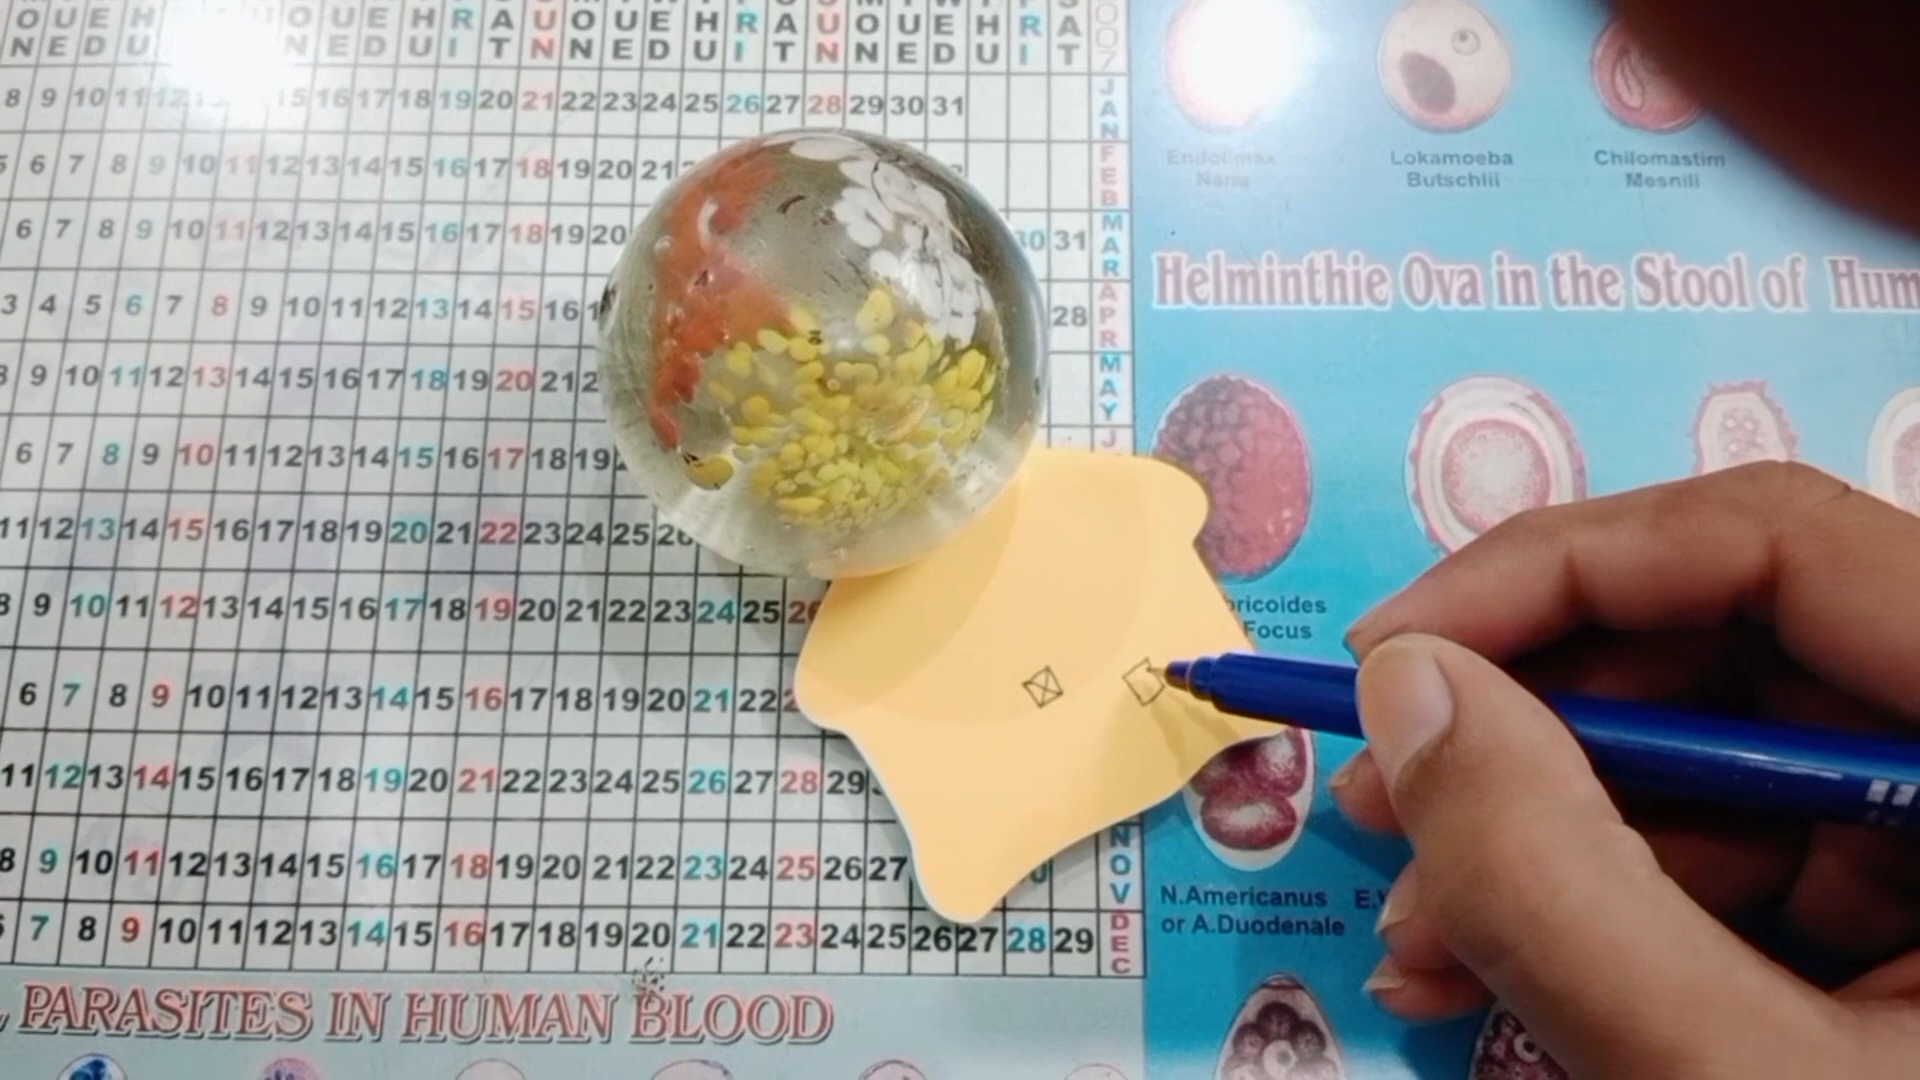 2007
8 9 10 11 12 15 16 17 18 19 20 21 22 23 24 25 26 27 28 29 30 31 JAN
6 7 8 9 10 11 12 13 14 15 16 17 18 19 20 21 FEB
6 7 8 9 10 11 12 13 14 15 16 17 18 19 20 30 31 MAR
3 4 5 6 7 8 9 10 11 12 13 14 15 16 28 APR
8 9 10 11 12 13 14 15 16 17 18 19 20 21 MAY
6 7 8 9 10 11 12 13 14 15 16 17 18 19 J
11 12 13 14 15 16 17 18 19 20 21 22 23 24 25 26
8 9 10 11 12 13 14 15 16 17 18 19 20 21 22 23 24 25 26
6 7 8 9 10 11 12 13 14 15 16 17 18 19 20 21 22
11 12 13 14 15 16 17 18 19 20 21 22 23 24 25 26 27 28 29
8 9 10 11 12 13 14 15 16 17 18 19 20 21 22 23 24 25 26 27 NOV
7 8 9 10 11 12 13 14 15 16 17 18 19 20 21 22 23 24 25 26 27 28 29 DEC
PARASITES IN HUMAN BLOOD
Endolimax
Nana
Lokamoeba
Butschlii
Chilomastim
Mesnili
Helminthie Ova in the Stool of Hum
bricoides
Focus
N.Americanus
or A.Duodenale